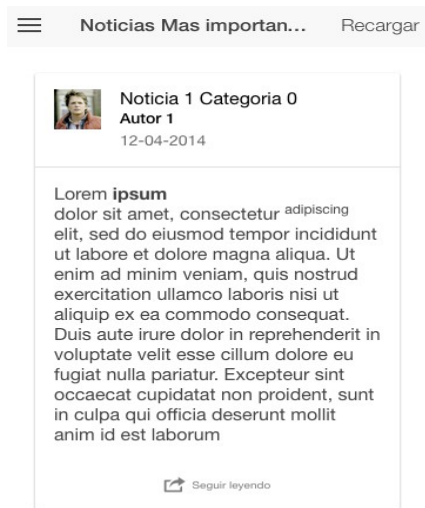 Noticias Mas importan... Recargar
Noticia 1 Categoria 0
Autor 1
12-04-2014
Lorem ipsum
dolor sit amet, consectetur adipiscing
elit, sed do eiusmod tempor incididunt
ut labore et dolore magna aliqua. Ut
enim ad minim veniam, quis nostrud
exercitation ullamco laboris nisi ut
aliquip ex ea commodo consequat.
Duis aute irure dolor in reprehenderit in
voluptate velit esse cillum dolore eu
fugiat nulla pariatur. Excepteur sint
occaecat cupidatat non proident, sunt
in culpa qui officia deserunt mollit
anim id est laborum
Seguir leyendo